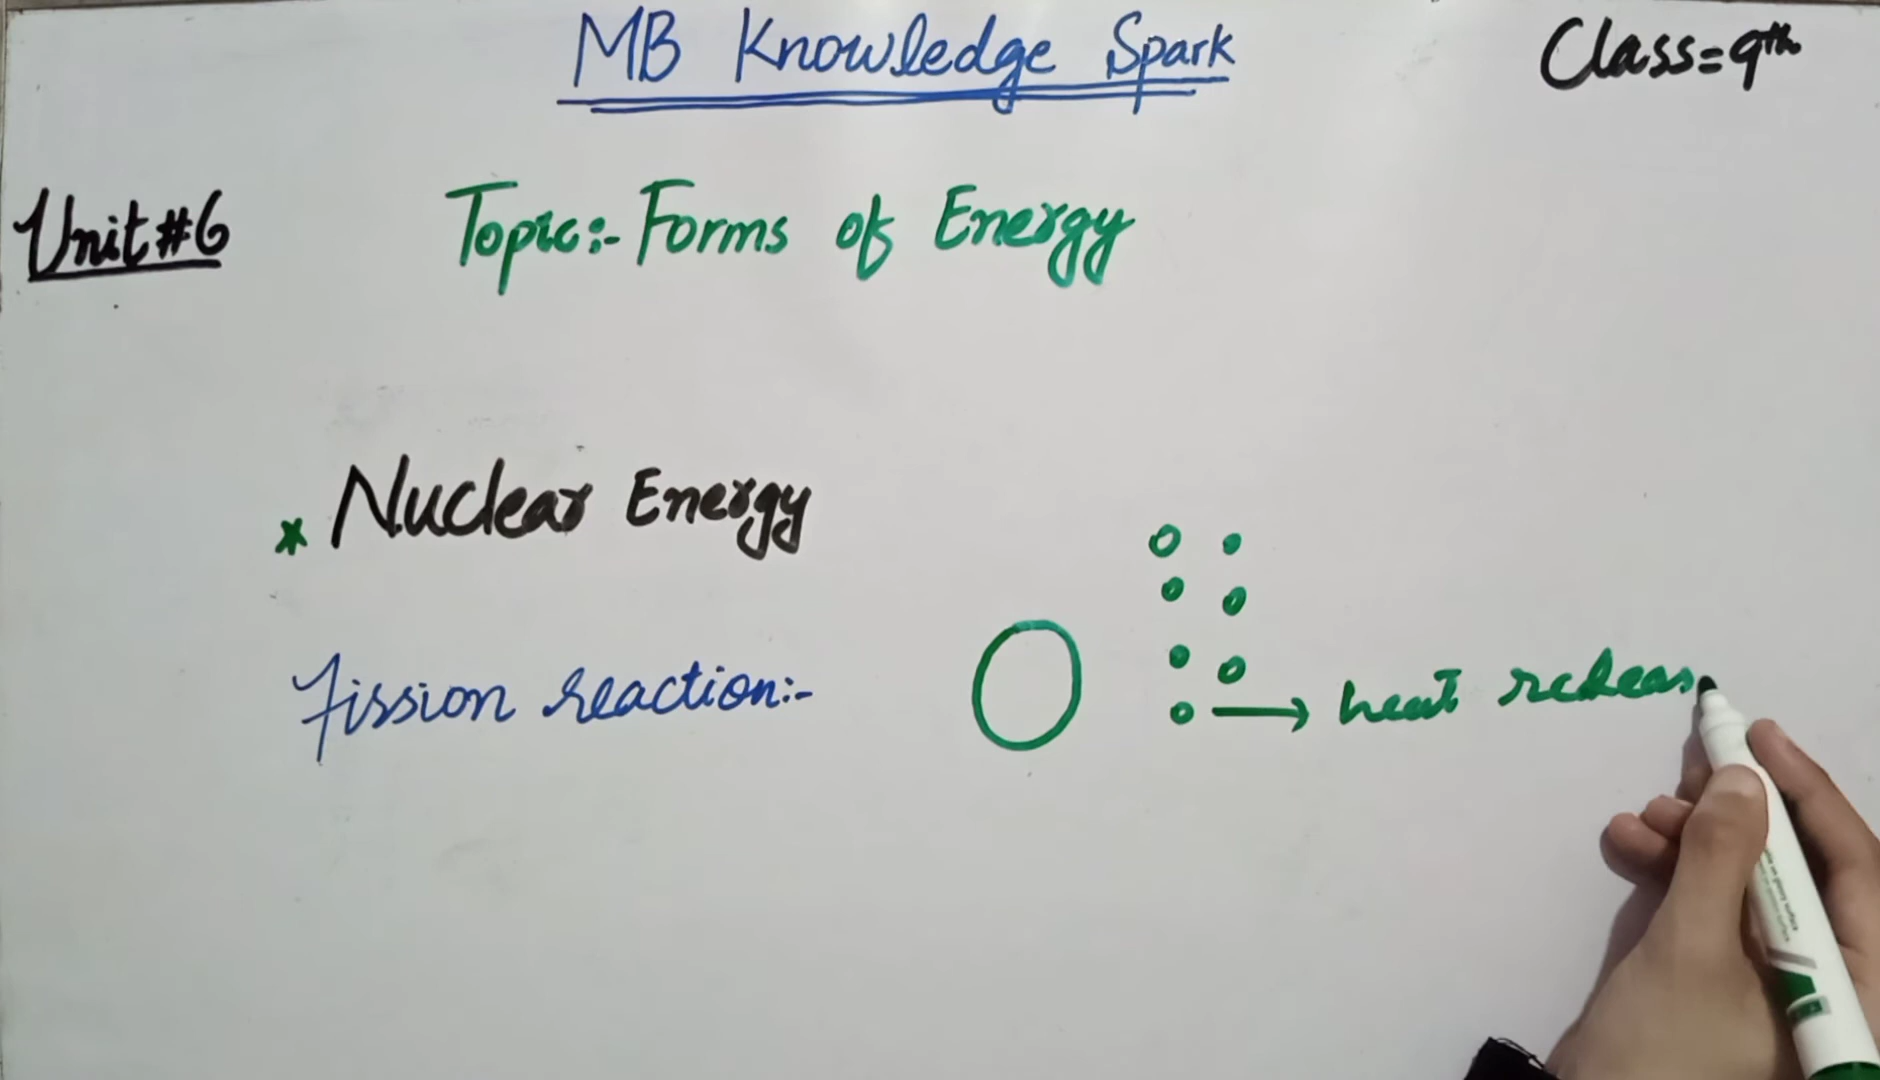 MB Knowledge Spark
Class=9th
Unit#6
Topic:- Forms of Energy
* Nuclear Energy
Fission reaction:-
→ heat releas